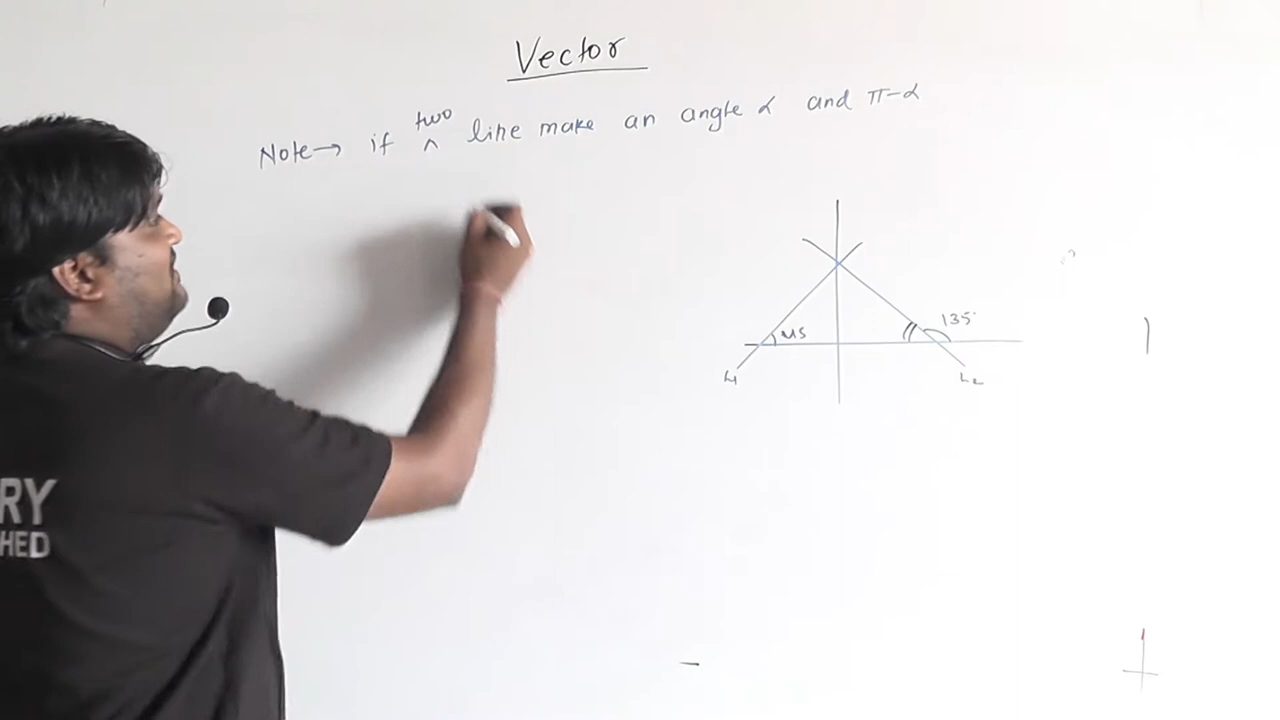 Vector
Note→ if two line make an angle α and π-α
45
135°
L1
L2
RY
HED